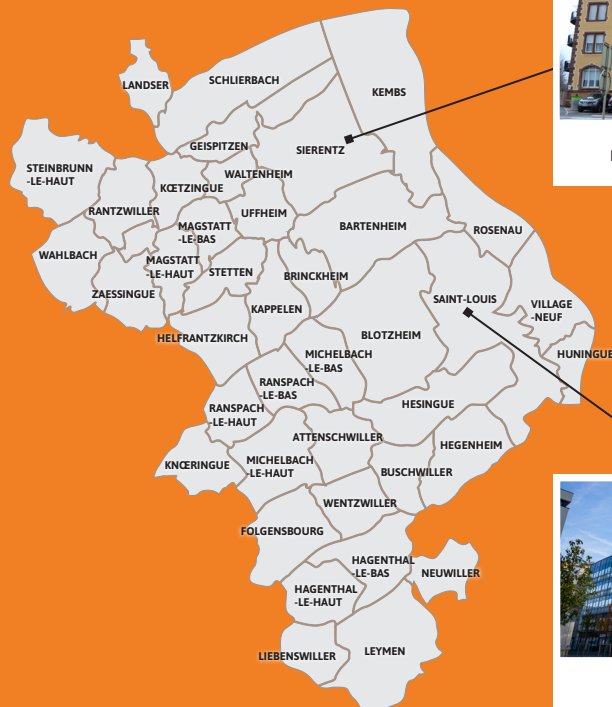 LANDSER
SCHLIERBACH
KEMBS
GEISPITZEN
SIERENTZ
STEINBRUNN
-LE-HAUT
KŒTZINGUE
WALTENHEIM
RANTZWILLER
UFFHEIM
MAGSTATT
-LE-BAS
BARTENHEIM
ROSENAU
WAHLBACH
MAGSTATT
-LE-HAUT
STETTEN
BRINCKHEIM
ZAESSINGUE
KAPPELEN
SAINT-LOUIS
VILLAGE
-NEUF
HELFRANTZKIRCH
BLOTZHEIM
MICHELBACH
-LE-BAS
HUNINGUE
RANSPACH
-LE-BAS
RANSPACH
-LE-HAUT
HESINGUE
ATTENSCHWILLER
HEGENHEIM
KNŒRINGUE
MICHELBACH
-LE-HAUT
BUSCHWILLER
WENTZWILLER
FOLGENSBOURG
HAGENTHAL
-LE-BAS
NEUWILLER
HAGENTHAL
-LE-HAUT
LIEBENSWILLER
LEYMEN